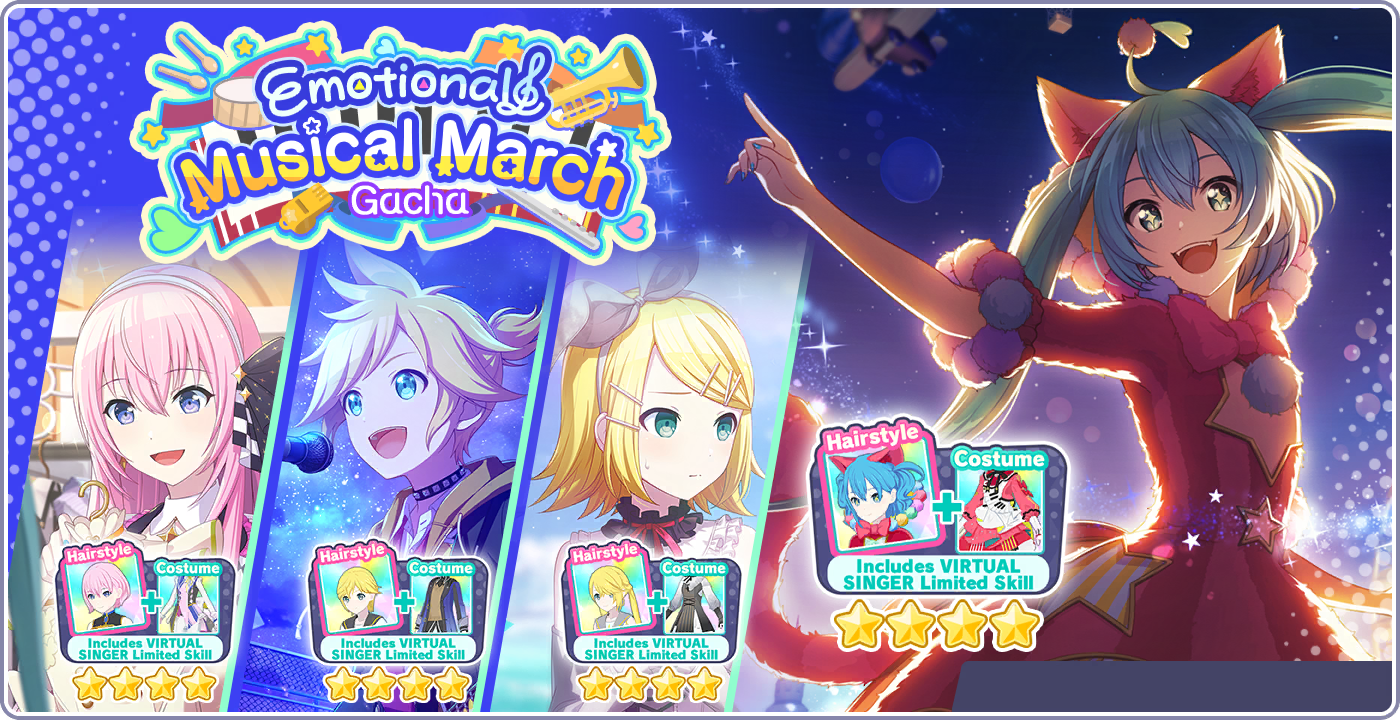 Emotional
Musical March
Gacha
Hairstyle
Costume
Includes VIRTUAL
SINGER Limited Skill
Hairstyle
Costume
Includes VIRTUAL
SINGER Limited Skill
Hairstyle
Costume
Includes VIRTUAL
SINGER Limited Skill
Hairstyle
Costume
Includes VIRTUAL
SINGER Limited Skill